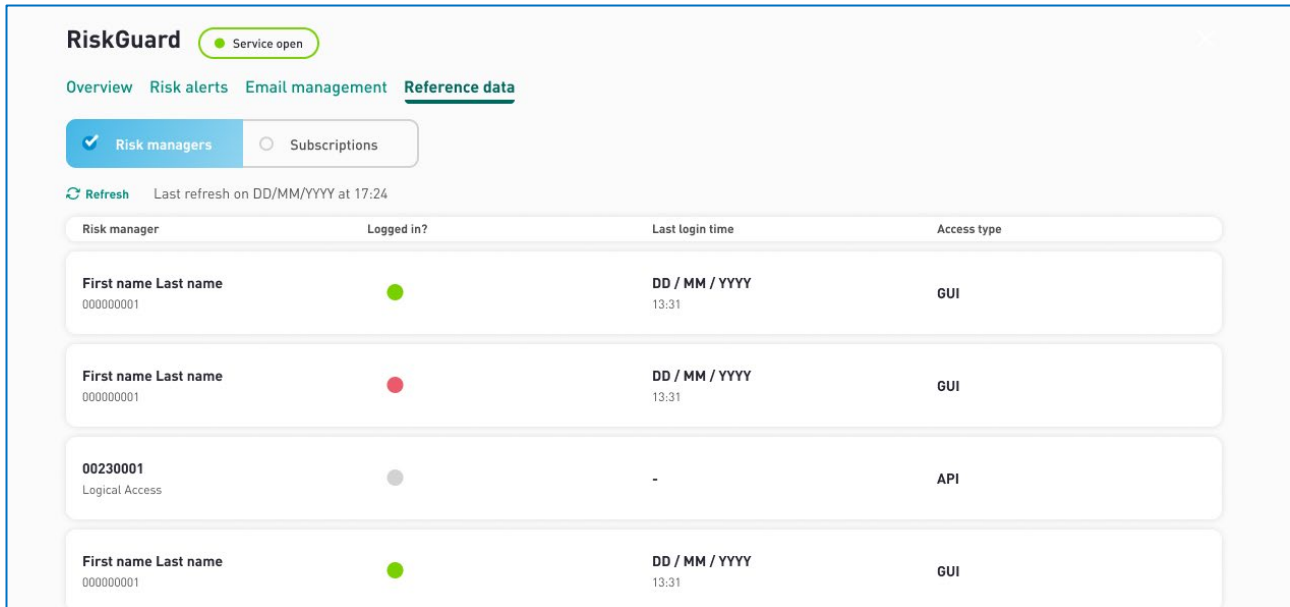 RiskGuard Service open
Overview Risk alerts Email management Reference data
Risk managers Subscriptions
Refresh Last refresh on DD/MM/YYYY at 17:24
Risk manager Logged in? Last login time Access type
First name Last name DD / MM / YYYY GUI
000000001 13:31
First name Last name DD / MM / YYYY GUI
000000001 13:31
00230001 - API
Logical Access
First name Last name DD / MM / YYYY GUI
000000001 13:31